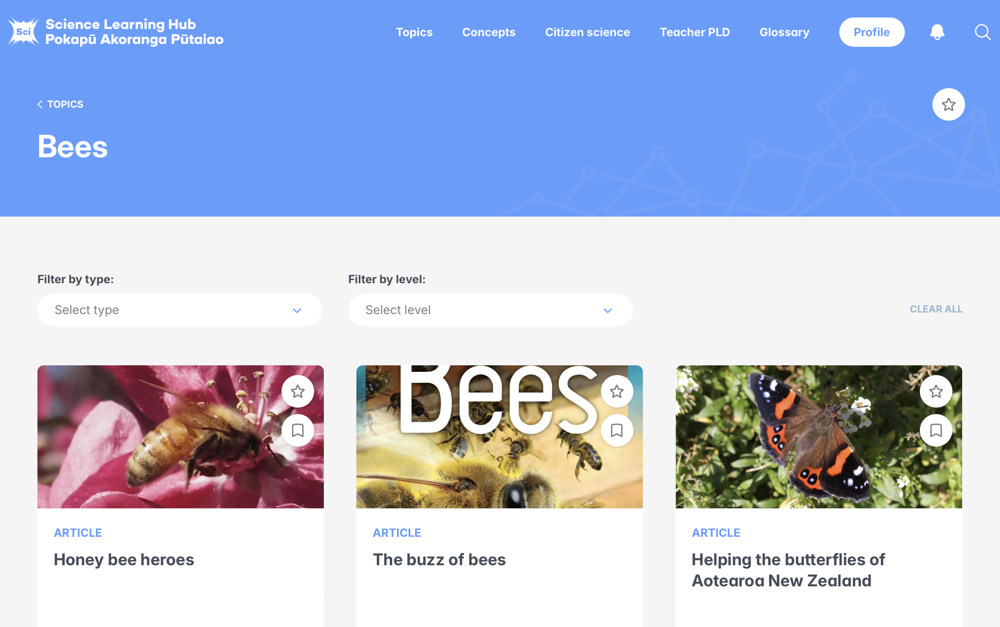 Sci
Science Learning Hub
Pokapū Akoranga Pūtaiao
Topics
Concepts
Citizen science
Teacher PLD
Glossary
Profile
TOPICS
Bees
Filter by type:
Select type
Filter by level:
Select level
CLEAR ALL
Bees
ARTICLE
Honey bee heroes
ARTICLE
The buzz of bees
ARTICLE
Helping the butterflies of
Aotearoa New Zealand